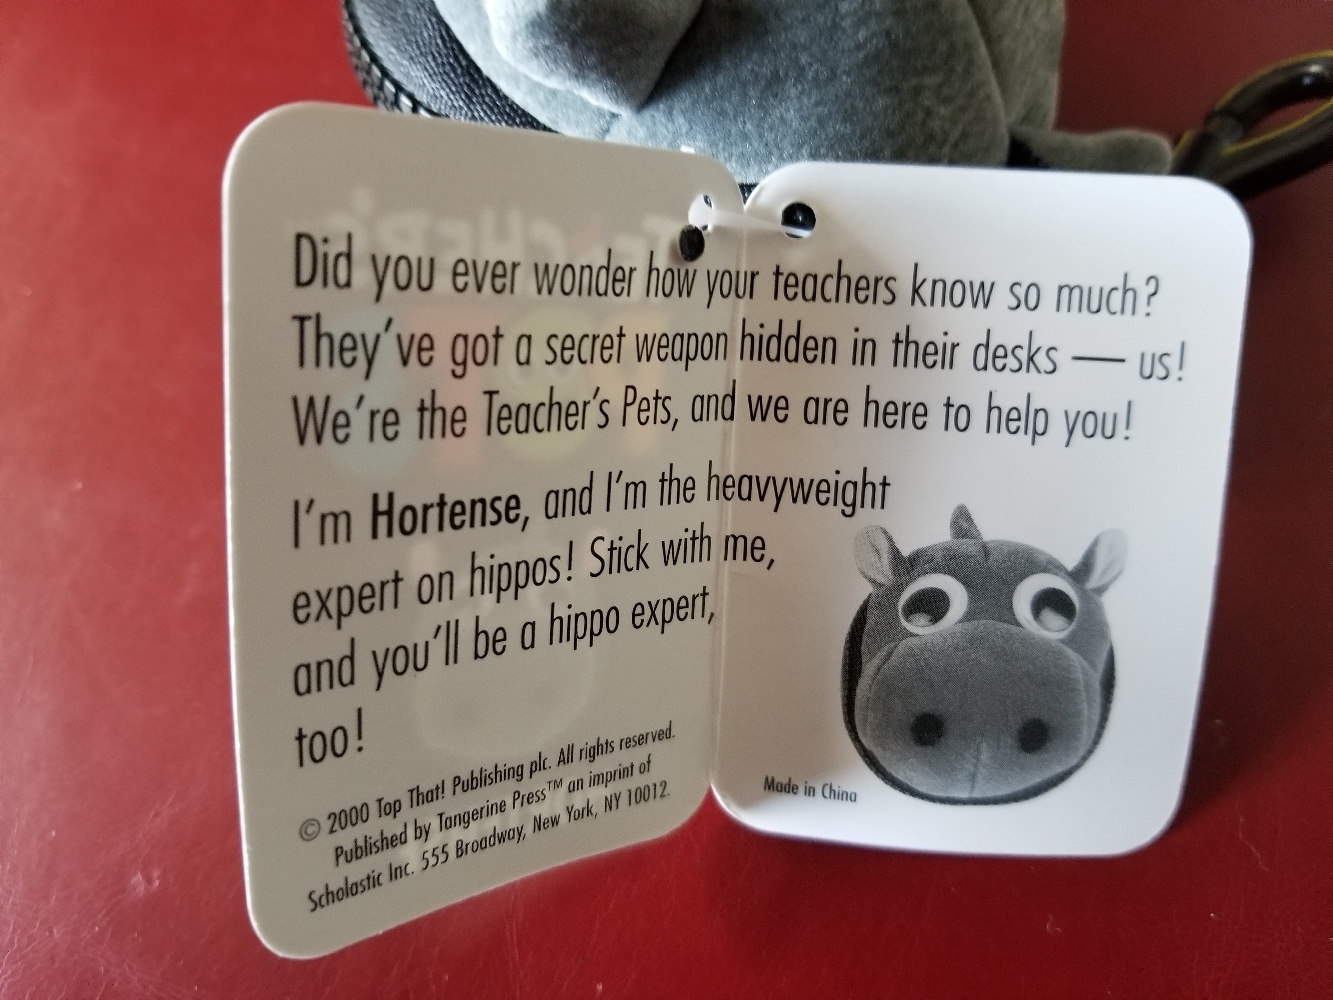 Did you ever wonder how your teachers know so much?
They've got a secret weapon hidden in their desks — us!
We're the Teacher's Pets, and we are here to help you!
I'm Hortense, and I'm the heavyweight
expert on hippos! Stick with me,
and you'll be a hippo expert,
too!
© 2000 Top That! Publishing plc. All rights reserved.
Published by Tangerine Press™ an imprint of
Scholastic Inc. 555 Broadway, New York, NY 10012.
Made in China